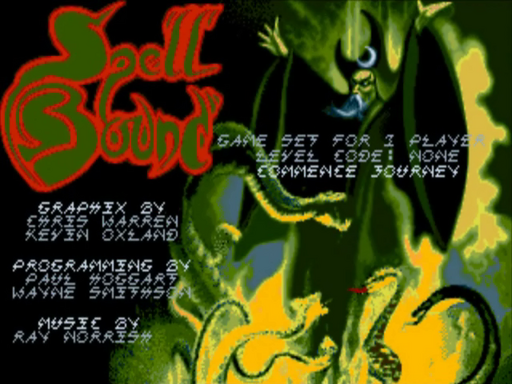 Spell
Bound
GAME SET FOR 1 PLAYER
LEVEL CODE: NONE
COMMENCE JOURNEY
GRAPHIX BY
CHRIS WARREN
KEVIN OXLAND
PROGRAMMING BY
PAUL HOGGART
WAYNE SMITHSON
MUSIC BY
RAY NORRISH